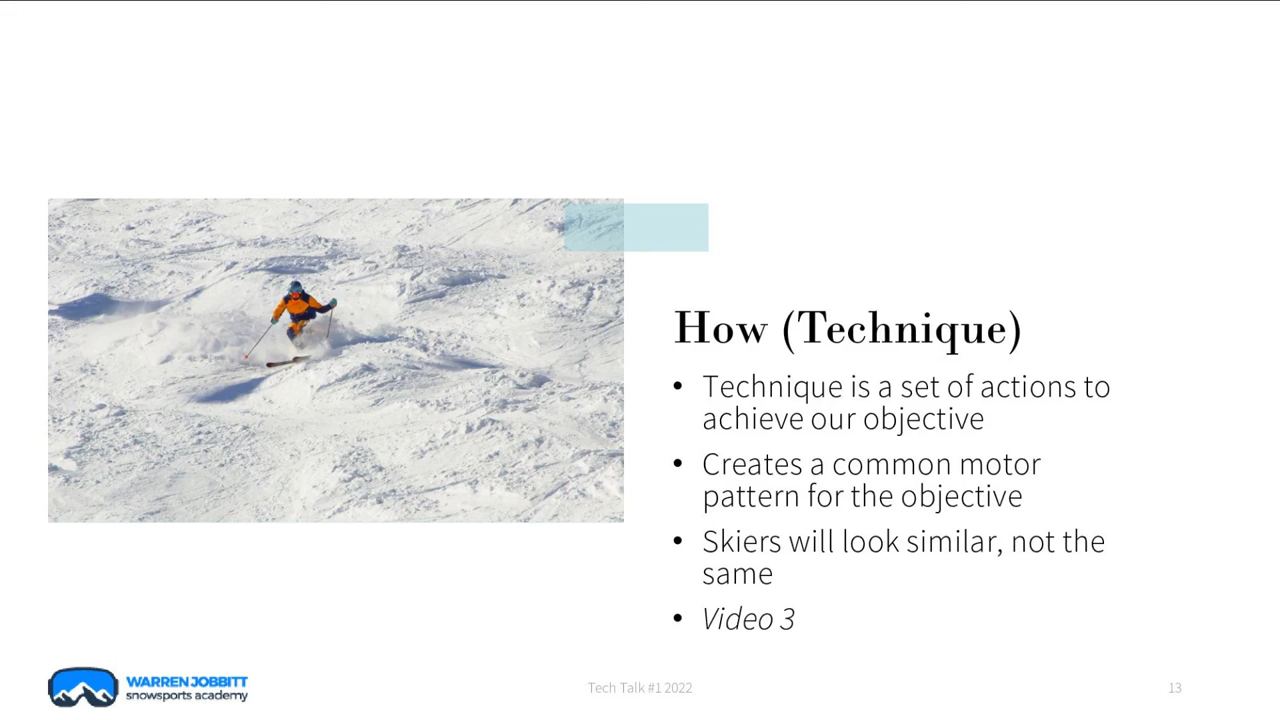 How (Technique)
• Technique is a set of actions to
achieve our objective
• Creates a common motor
pattern for the objective
• Skiers will look similar, not the
same
• Video 3
WARREN JOBBITT
snowsports academy
Tech Talk #1 2022
13